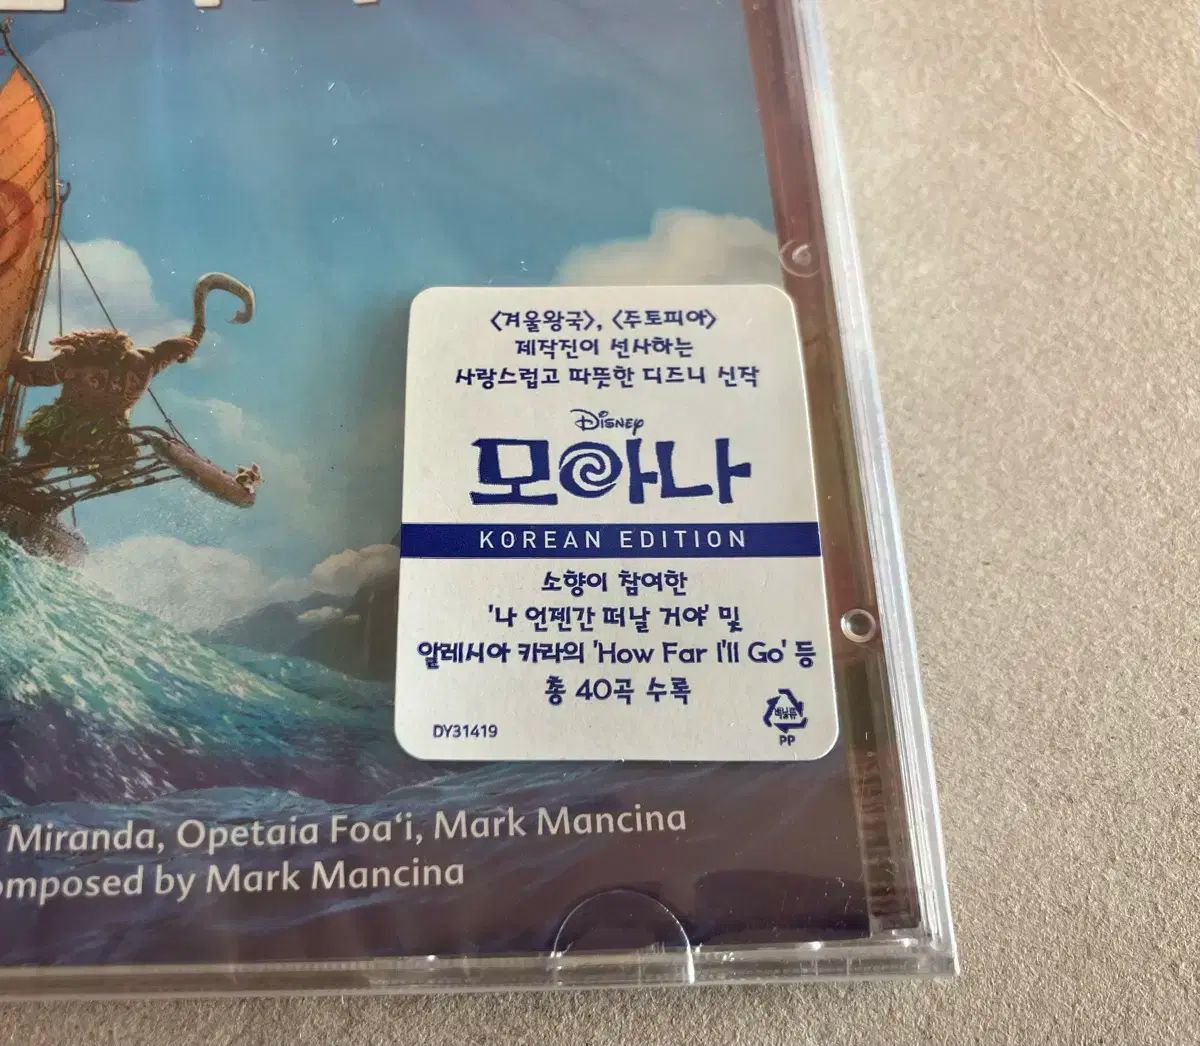 <겨울왕국>, <주토피아>
제작진이 선사하는
사랑스럽고 따뜻한 디즈니 신작
Disney
모아나
KOREAN EDITION
소향이 참여한
'나 언젠간 떠날 거야' 및
알레시아 카라의 'How Far I'll Go' 등
총 40곡 수록
비닐류
DY31419
PP
Miranda, Opetaia Foa‘i, Mark Mancina
omposed by Mark Mancina